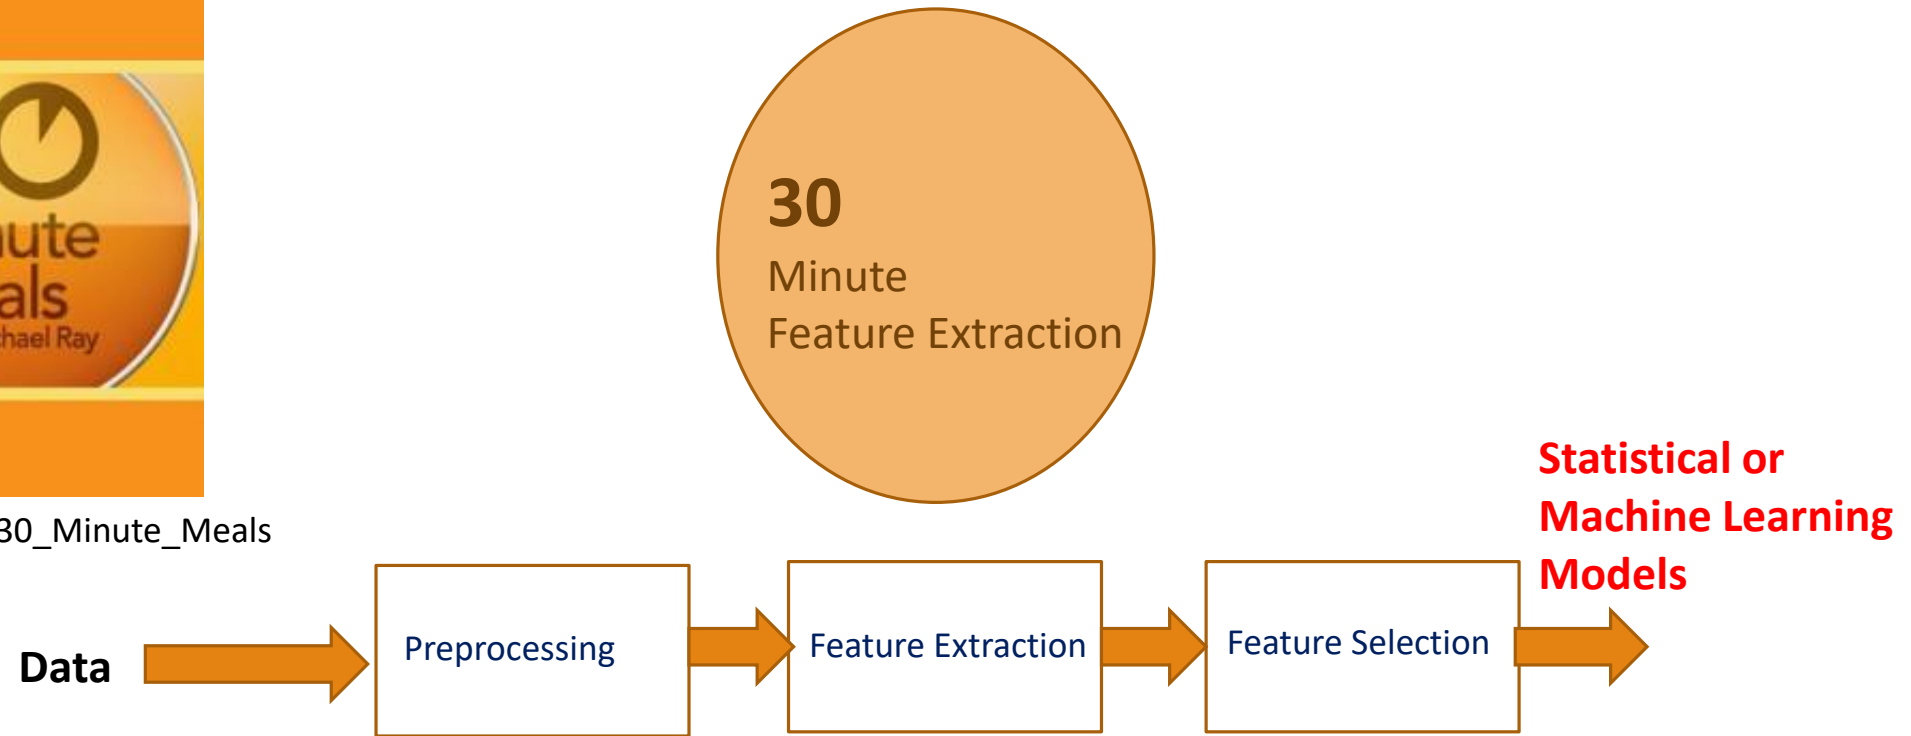 ute
als
chael Ray
30_Minute_Meals
30
Minute
Feature Extraction
Statistical or
Machine Learning
Models
Data
Preprocessing
Feature Extraction
Feature Selection